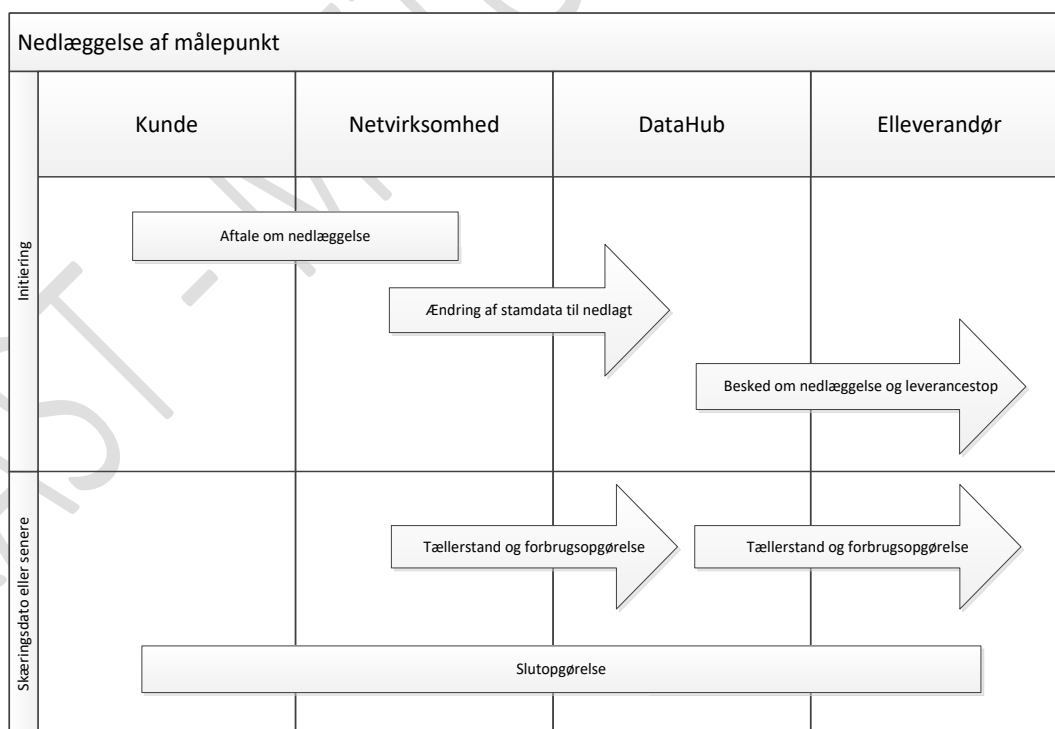 Nedlæggelse af målepunkt
Kunde
Netvirksomhed
DataHub
Elleverandør
Initiering
Aftale om nedlæggelse
Ændring af stamdata til nedlagt
Besked om nedlæggelse og leverancestop
Skæringsdato eller senere
Tællerstand og forbrugsopgørelse
Tællerstand og forbrugsopgørelse
Slutopgørelse